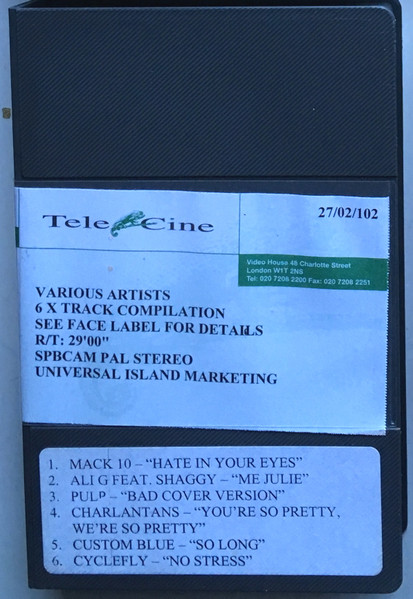 27/02/102
Tele Cine
Video House 48 Charlotte Street
London W1T 2NS
Tel: 020 7208 2200 Fax: 020 7208 2251
VARIOUS ARTISTS
6 X TRACK COMPILATION
SEE FACE LABEL FOR DETAILS
R/T: 29'00"
SPBCAM PAL STEREO
UNIVERSAL ISLAND MARKETING
1. MACK 10 – “HATE IN YOUR EYES”
2. ALI G FEAT. SHAGGY – “ME JULIE”
3. PULP – “BAD COVER VERSION”
4. CHARLANTANS – “YOU'RE SO PRETTY,
WE'RE SO PRETTY”
5. CUSTOM BLUE – “SO LONG”
6. CYCLEFLY – “NO STRESS”